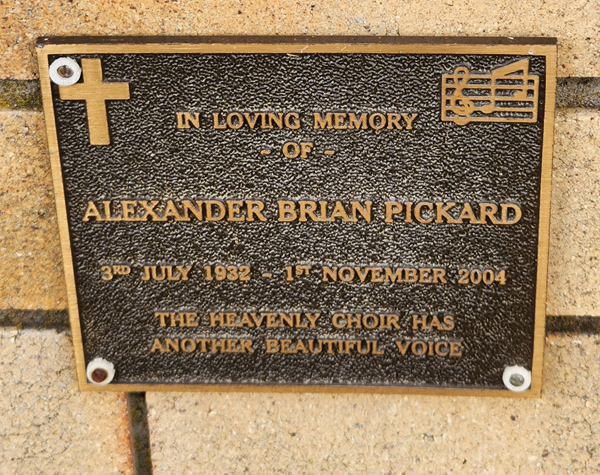 IN LOVING MEMORY
- OF -
ALEXANDER BRIAN PICKARD
3RD JULY 1932 - 1ST NOVEMBER 2004
THE HEAVENLY CHOIR HAS
ANOTHER BEAUTIFUL VOICE